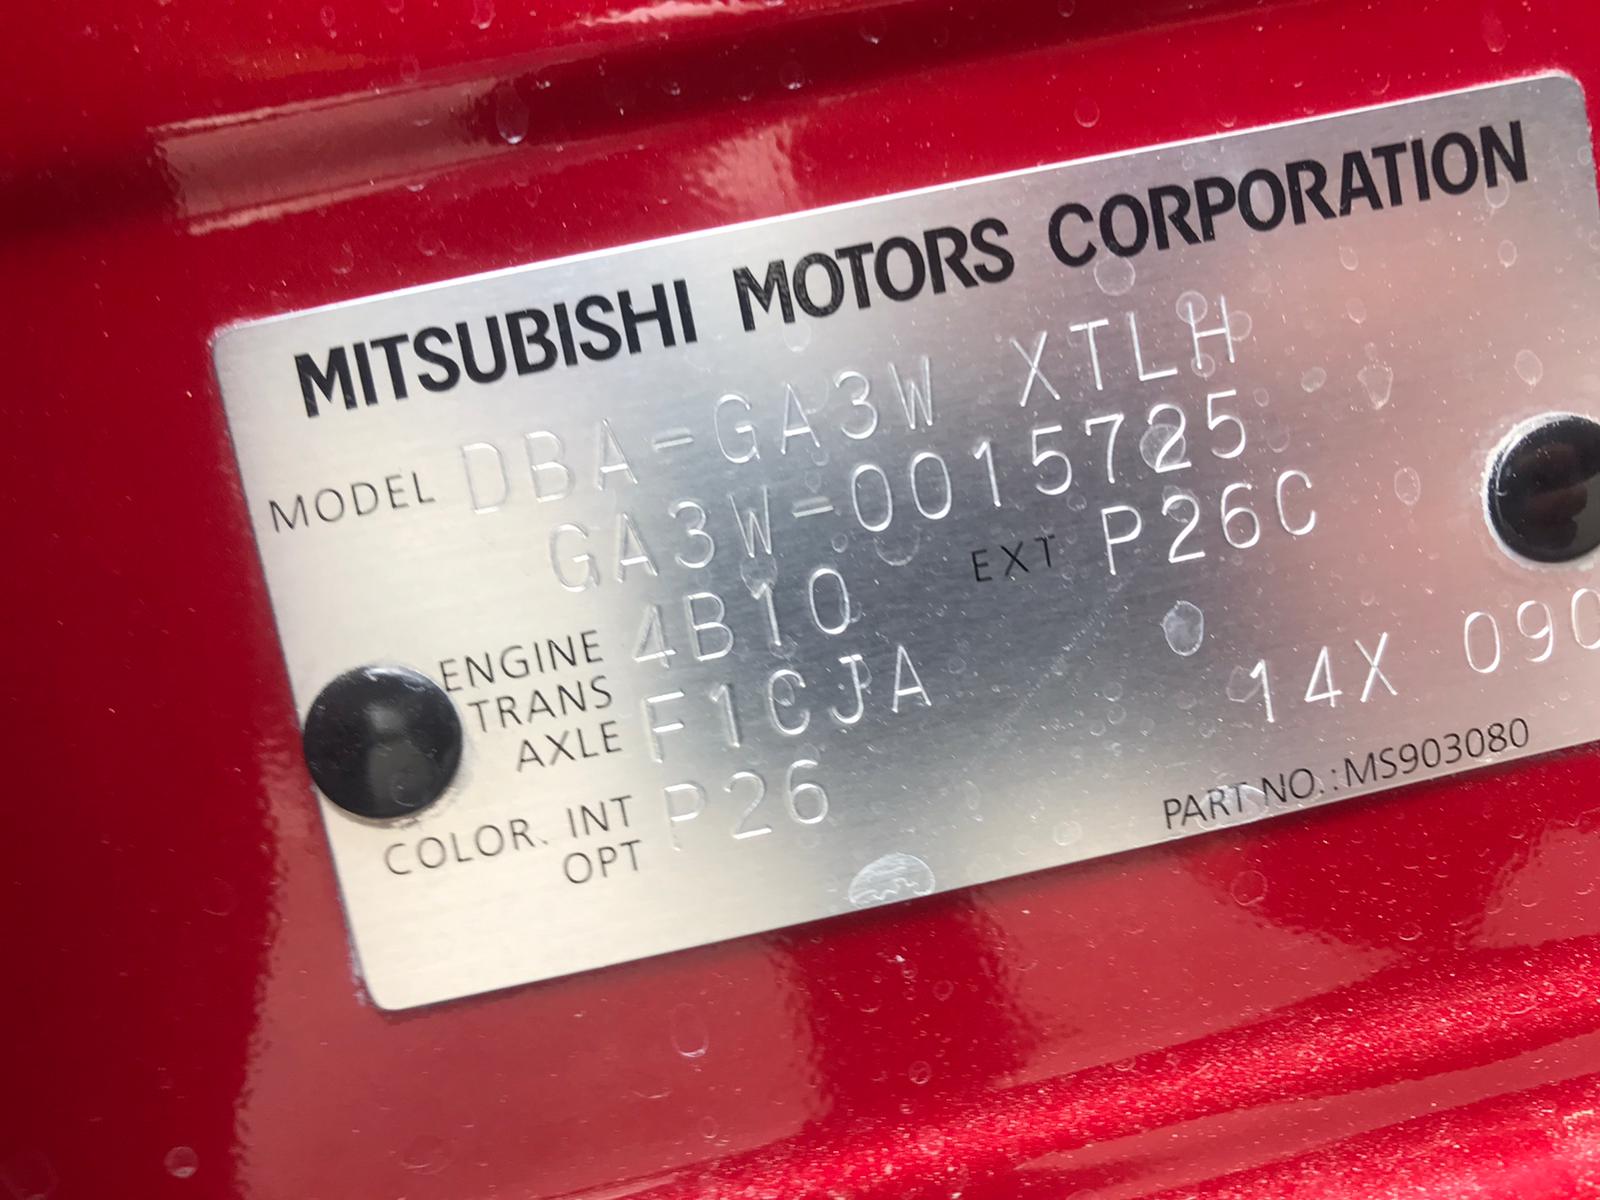 MITSUBISHI MOTORS CORPORATION
MODEL DBA-GA3W XTLH
GA3W-0015725
ENGINE 4B10 EXT P26C
TRANS AXLE F1CJA 14X 090
COLOR. INT OPT P26
PART NO.:MS903080